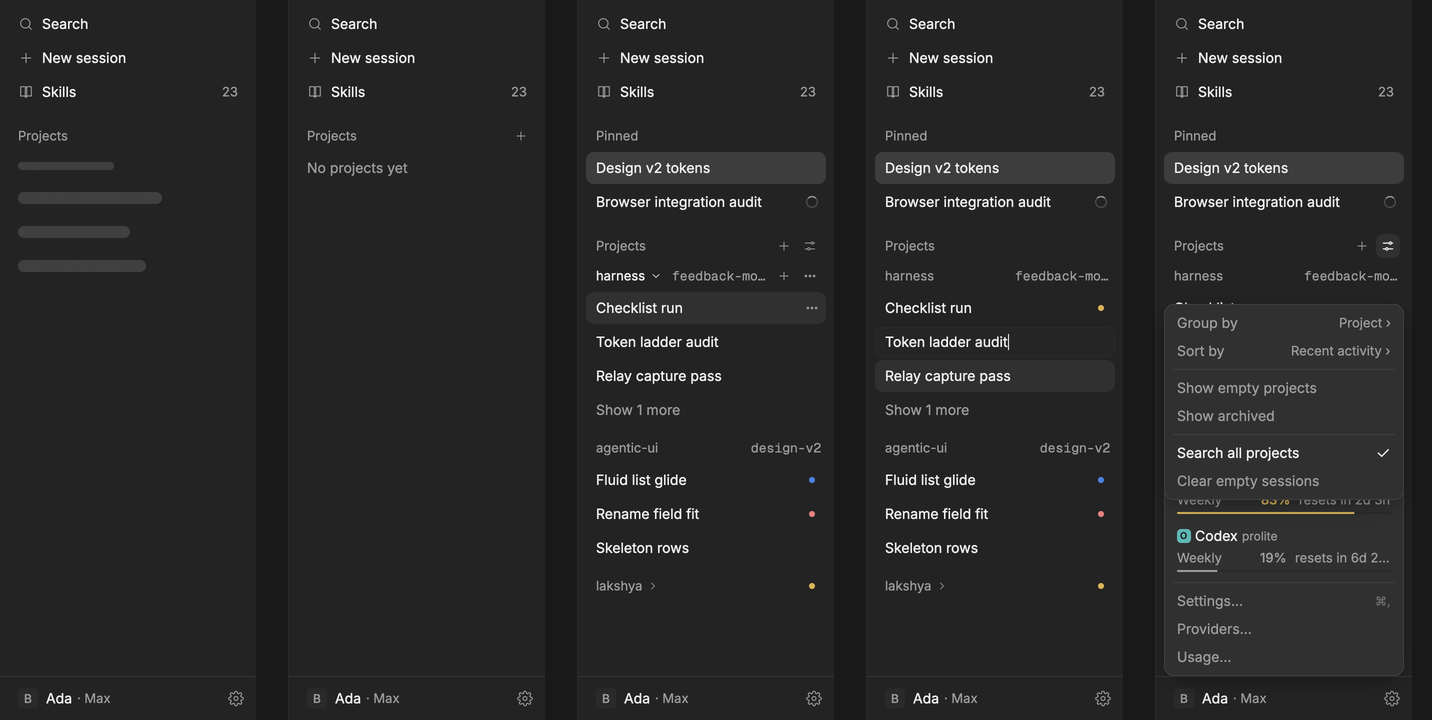 Search
New session
Skills 23
Projects
B Ada · Max
Search
New session
Skills 23
Projects
No projects yet
B Ada · Max
Search
New session
Skills 23
Pinned
Design v2 tokens
Browser integration audit
Projects
harness feedback-mo…
Checklist run
Token ladder audit
Relay capture pass
Show 1 more
agentic-ui design-v2
Fluid list glide
Rename field fit
Skeleton rows
lakshya
B Ada · Max
Search
New session
Skills 23
Pinned
Design v2 tokens
Browser integration audit
Projects
harness feedback-mo…
Checklist run
Token ladder audit
Relay capture pass
Show 1 more
agentic-ui design-v2
Fluid list glide
Rename field fit
Skeleton rows
lakshya
B Ada · Max
Search
New session
Skills 23
Pinned
Design v2 tokens
Browser integration audit
Projects
harness feedback-mo…
Group by Project ›
Sort by Recent activity ›
Show empty projects
Show archived
Search all projects
Clear empty sessions
Weekly 83% resets in 2d 3h
O Codex prolite
Weekly 19% resets in 6d 2...
Settings... ⌘,
Providers...
Usage...
B Ada · Max